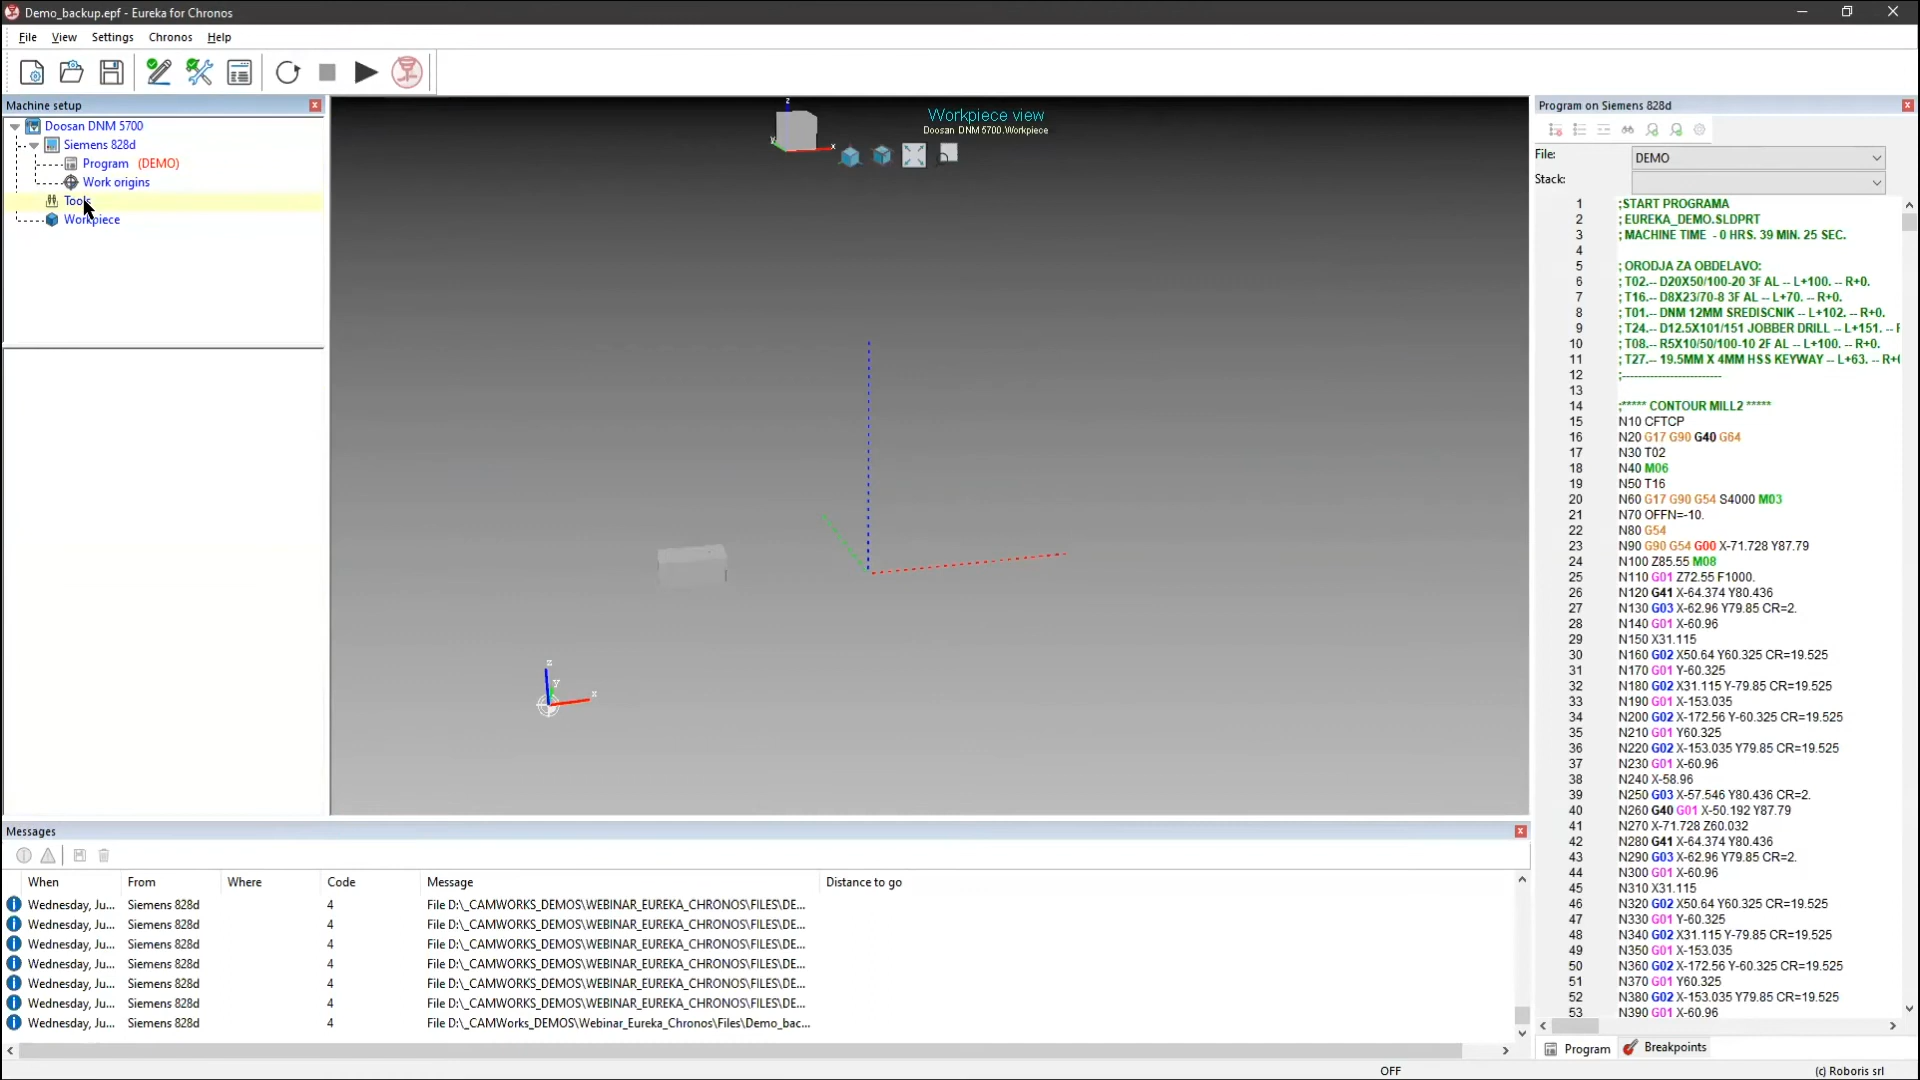 Demo_backup.epf - Eureka for Chronos
File View Settings Chronos Help
Machine setup
Doosan DNM 5700
Siemens 828d
Program (DEMO)
Work origins
Tools
Workpiece
z
y
x
Workpiece view
Doosan DNM 5700.Workpiece
z
Y
x
Program on Siemens 828d
File: DEMO
Stack:
1 ;START PROGRAMA
2 ; EUREKA_DEMO.SLDPRT
3 ; MACHINE TIME - 0 HRS. 39 MIN. 25 SEC.
4
5 ; ORODJA ZA OBDELAVO:
6 ; T02.-- D20X50/100-20 3F AL -- L+100. -- R+0.
7 ; T16.-- D8X23/70-8 3F AL -- L+70. -- R+0.
8 ; T01.-- DNM 12MM SREDISCNIK -- L+102. -- R+0.
9 ; T24.-- D12.5X101/151 JOBBER DRILL -- L+151. --
10 ; T08.-- R5X10/50/100-10 2F AL -- L+100. -- R+0.
11 ; T27.-- 19.5MM X 4MM HSS KEYWAY -- L+63. -- R+
12 ;-------------------------
13
14 ;***** CONTOUR MILL2 *****
15 N10 CFTCP
16 N20 G17 G90 G40 G64
17 N30 T02
18 N40 M06
19 N50 T16
20 N60 G17 G90 G54 S4000 M03
21 N70 OFFN=-10.
22 N80 G54
23 N90 G90 G54 G00 X-71.728 Y87.79
24 N100 Z85.55 M08
25 N110 G01 Z72.55 F1000.
26 N120 G41 X-64.374 Y80.436
27 N130 G03 X-62.96 Y79.85 CR=2.
28 N140 G01 X-60.96
29 N150 X31.115
30 N160 G02 X50.64 Y60.325 CR=19.525
31 N170 G01 Y-60.325
32 N180 G02 X31.115 Y-79.85 CR=19.525
33 N190 G01 X-153.035
34 N200 G02 X-172.56 Y-60.325 CR=19.525
35 N210 G01 Y60.325
36 N220 G02 X-153.035 Y79.85 CR=19.525
37 N230 G01 X-60.96
38 N240 X-58.96
39 N250 G03 X-57.546 Y80.436 CR=2.
40 N260 G40 G01 X-50.192 Y87.79
41 N270 X-71.728 Z60.032
42 N280 G41 X-64.374 Y80.436
43 N290 G03 X-62.96 Y79.85 CR=2.
44 N300 G01 X-60.96
45 N310 X31.115
46 N320 G02 X50.64 Y60.325 CR=19.525
47 N330 G01 Y-60.325
48 N340 G02 X31.115 Y-79.85 CR=19.525
49 N350 G01 X-153.035
50 N360 G02 X-172.56 Y-60.325 CR=19.525
51 N370 G01 Y60.325
52 N380 G02 X-153.035 Y79.85 CR=19.525
53 N390 G01 X-60.96
Program Breakpoints
Messages
When From Where Code Message Distance to go
Wednesday, Ju... Siemens 828d 4 File D:\_CAMWORKS_DEMOS\WEBINAR_EUREKA_CHRONOS\FILES\DE...
Wednesday, Ju... Siemens 828d 4 File D:\_CAMWORKS_DEMOS\WEBINAR_EUREKA_CHRONOS\FILES\DE...
Wednesday, Ju... Siemens 828d 4 File D:\_CAMWORKS_DEMOS\WEBINAR_EUREKA_CHRONOS\FILES\DE...
Wednesday, Ju... Siemens 828d 4 File D:\_CAMWORKS_DEMOS\WEBINAR_EUREKA_CHRONOS\FILES\DE...
Wednesday, Ju... Siemens 828d 4 File D:\_CAMWORKS_DEMOS\WEBINAR_EUREKA_CHRONOS\FILES\DE...
Wednesday, Ju... Siemens 828d 4 File D:\_CAMWORKS_DEMOS\WEBINAR_EUREKA_CHRONOS\FILES\DE...
Wednesday, Ju... Siemens 828d 4 File D:\_CAMWorks_DEMOS\Webinar_Eureka_Chronos\Files\Demo_bac...
OFF
(c) Roboris srl